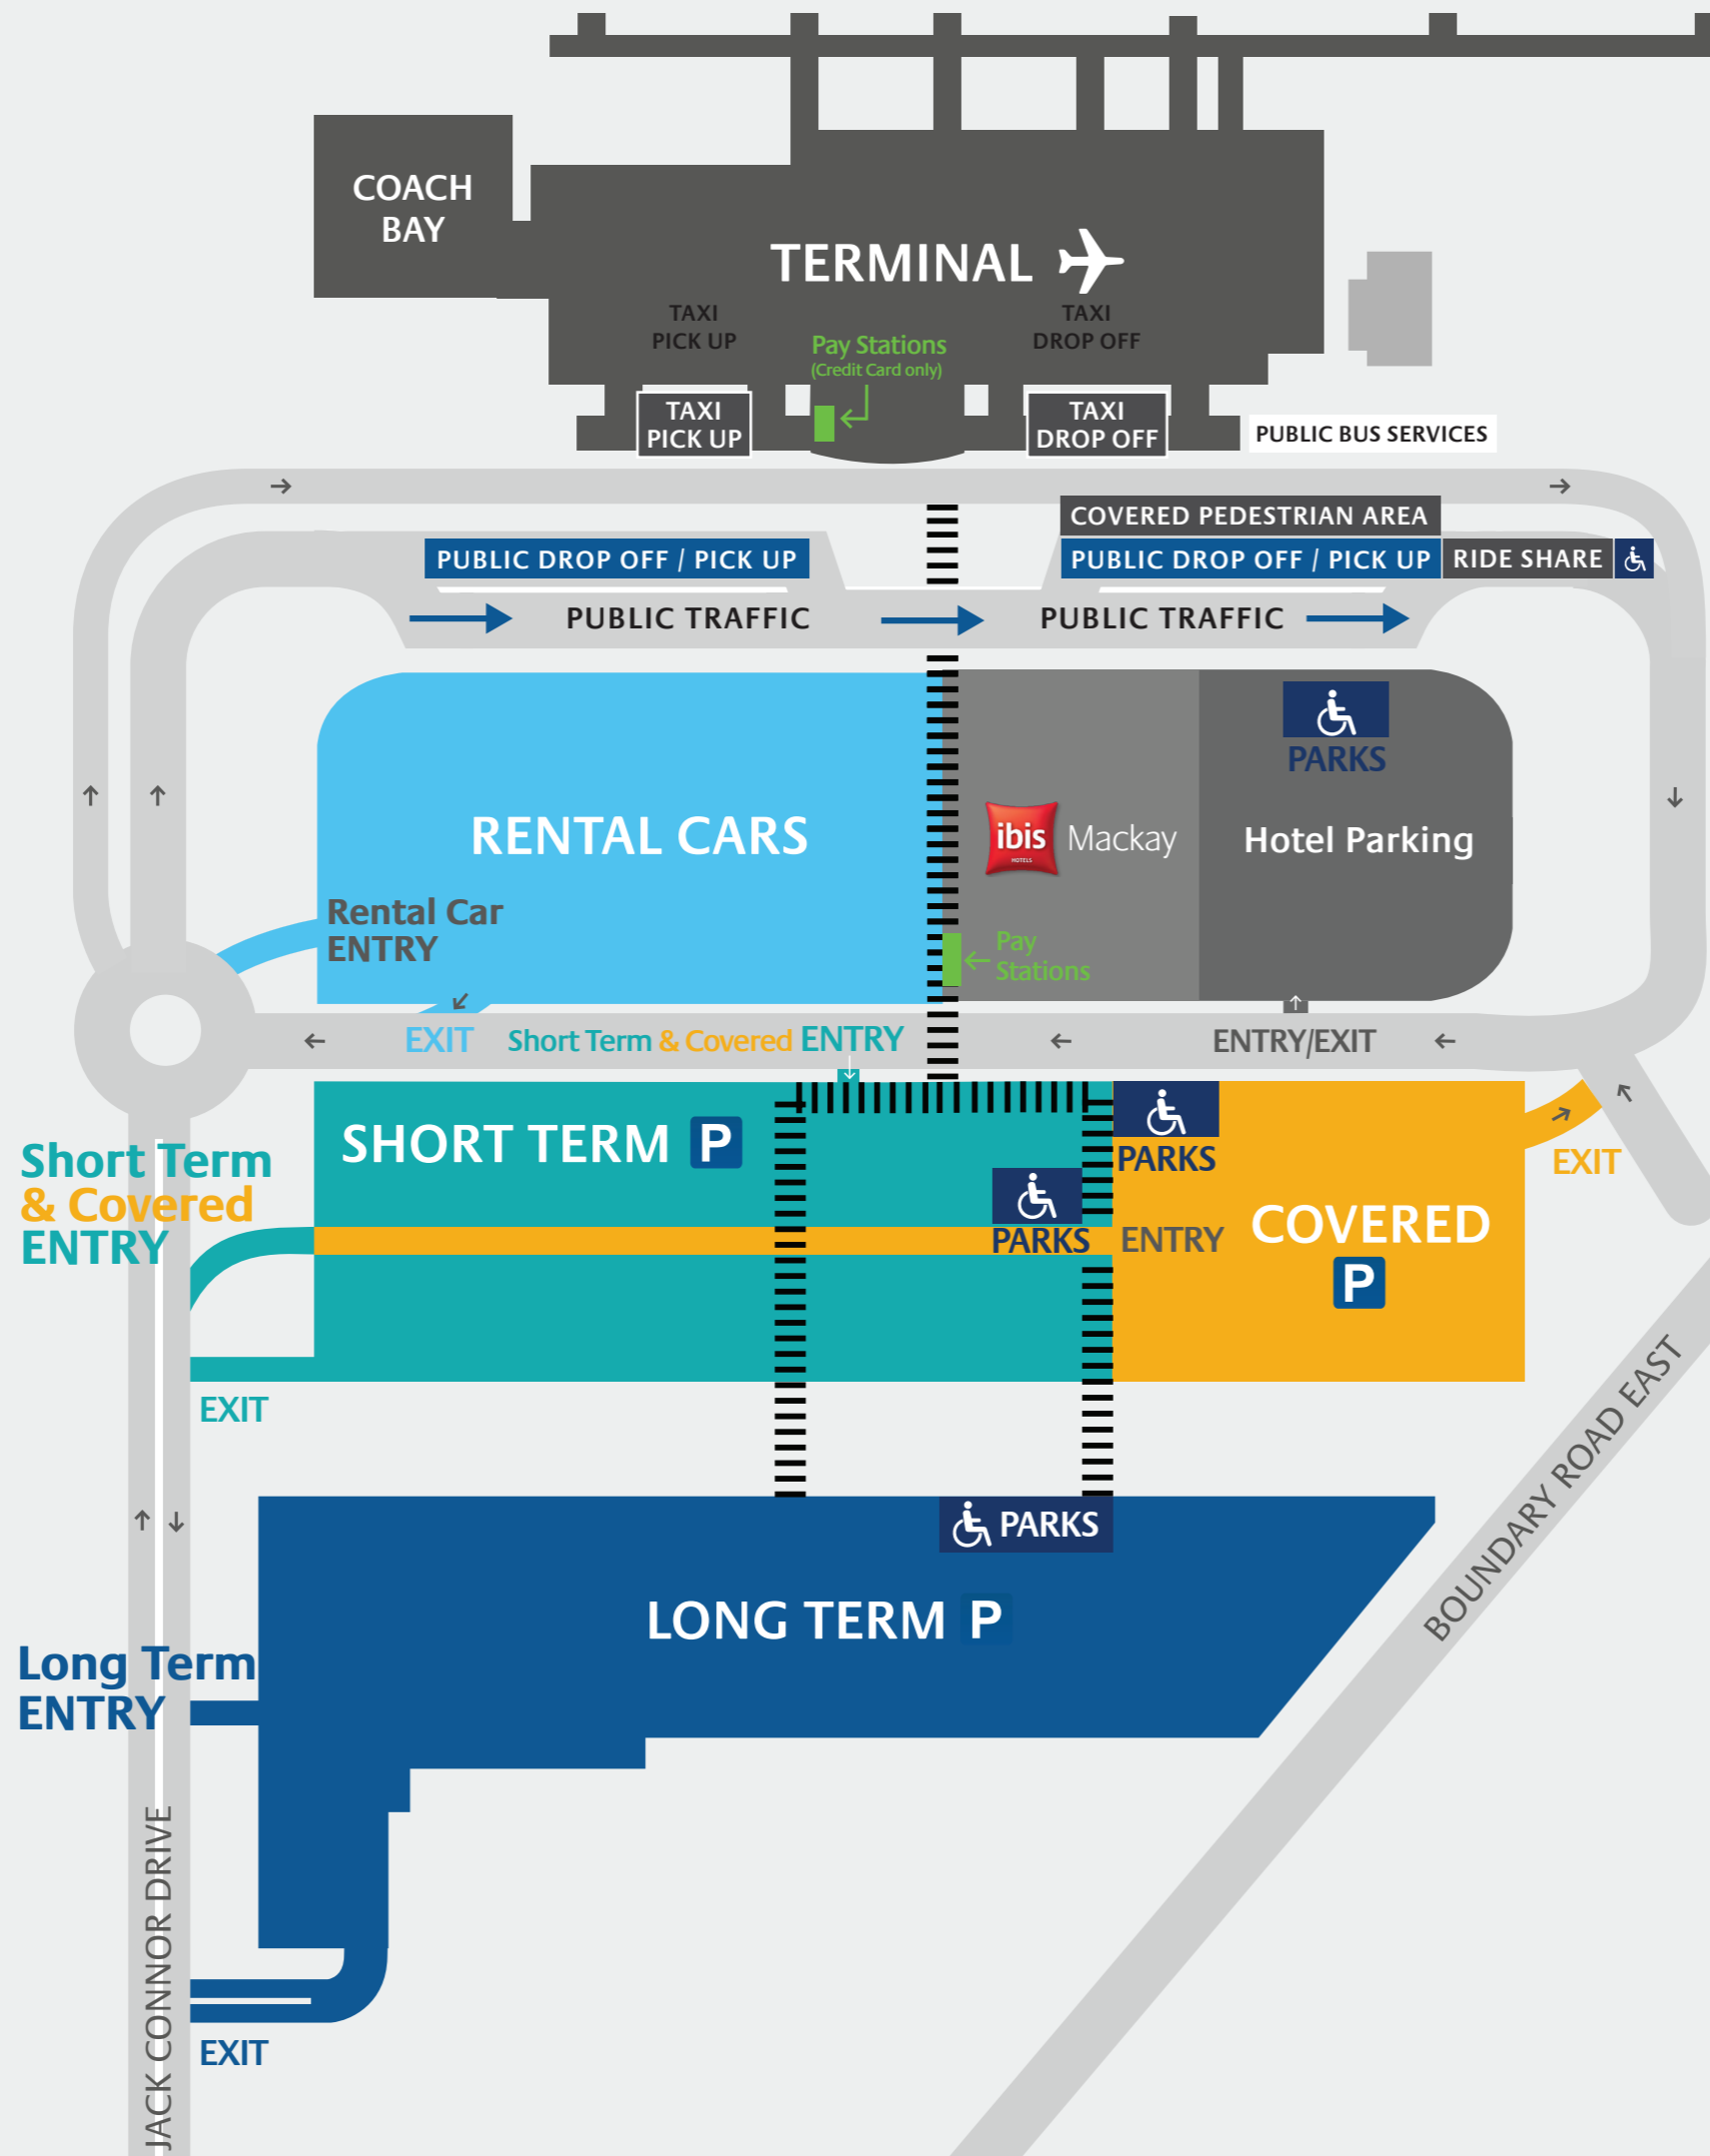 COACH
BAY
TERMINAL
TAXI
PICK UP
TAXI
DROP OFF
Pay Stations
(Credit Card only)
TAXI
PICK UP
TAXI
DROP OFF
PUBLIC BUS SERVICES
COVERED PEDESTRIAN AREA
PUBLIC DROP OFF / PICK UP
PUBLIC DROP OFF / PICK UP
RIDE SHARE
PUBLIC TRAFFIC
PUBLIC TRAFFIC
PARKS
RENTAL CARS
ibis
HOTELS
Mackay
Hotel Parking
Rental Car
ENTRY
Pay
Stations
EXIT
Short Term & Covered ENTRY
ENTRY/EXIT
SHORT TERM P
PARKS
Short Term
& Covered
ENTRY
PARKS
ENTRY
COVERED
P
EXIT
EXIT
BOUNDARY ROAD EAST
PARKS
LONG TERM P
Long Term
ENTRY
JACK CONNOR DRIVE
EXIT